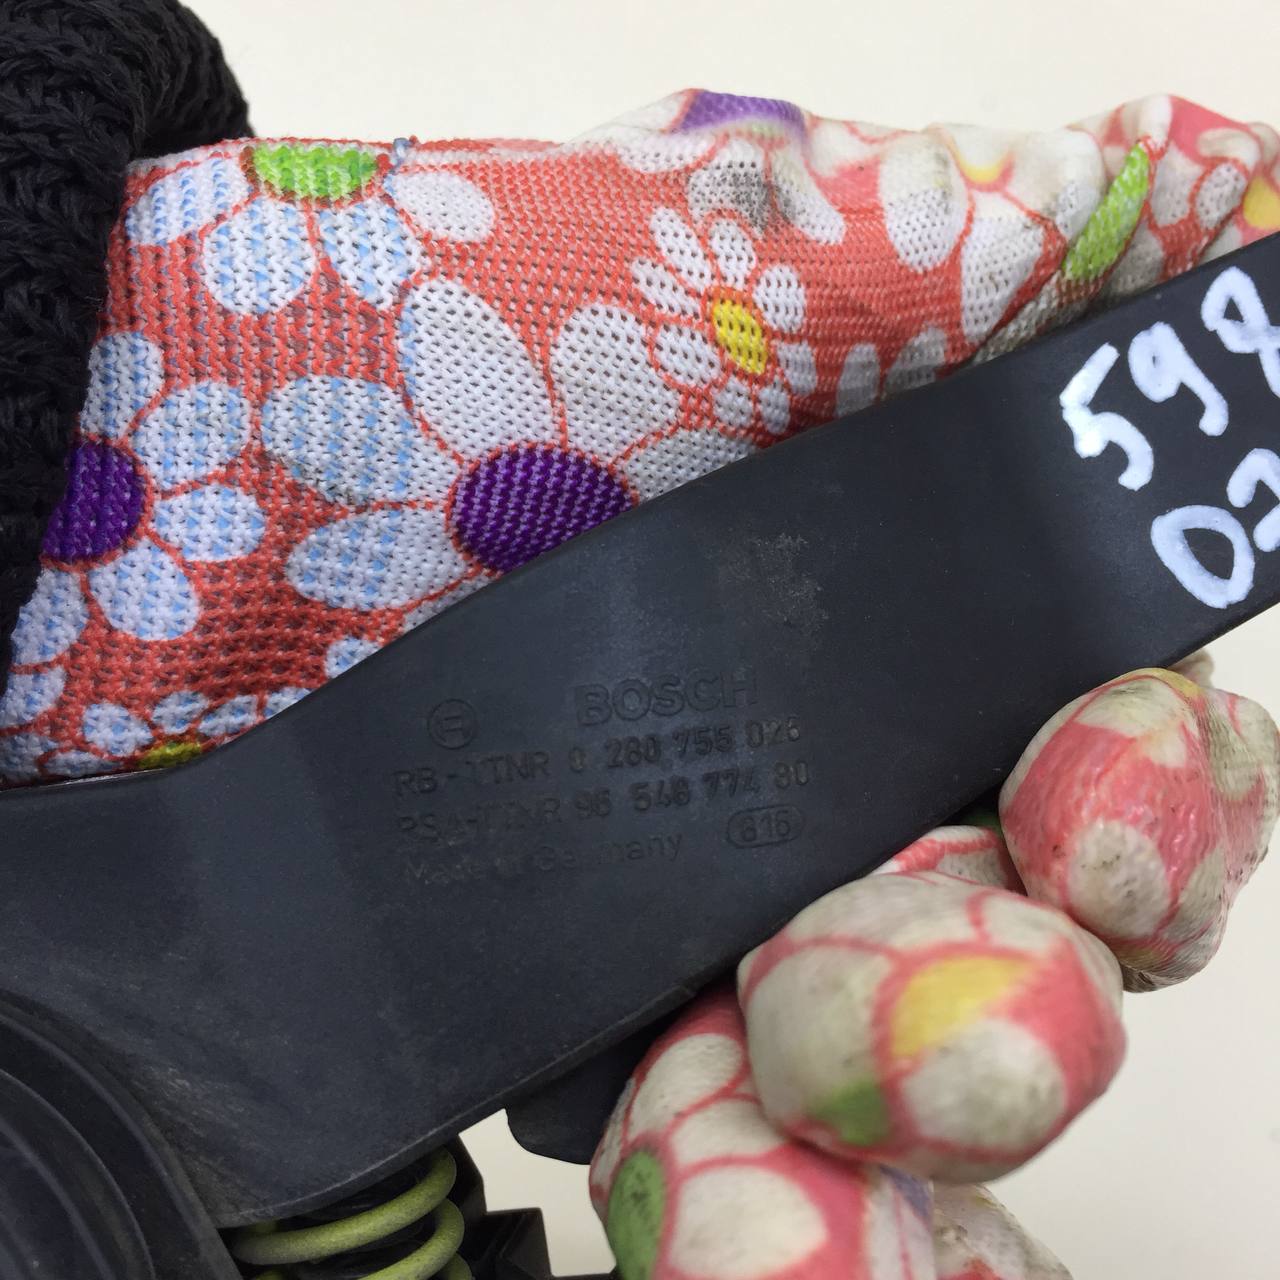 598
02
BOSCH
RB-TTNR 0 280 755 026
PSA-TTNR 96 548 774 80
Made in Germany 816